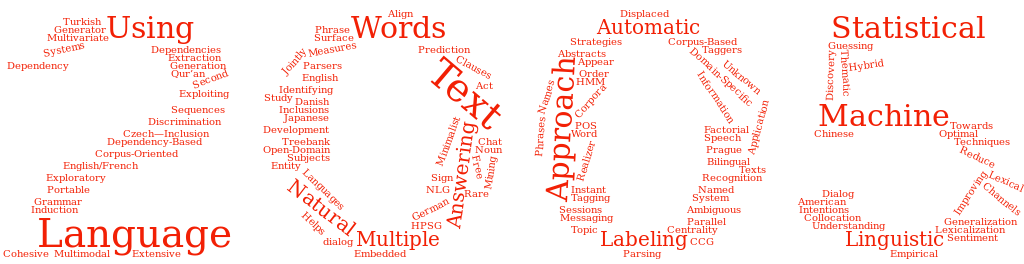 Turkish
Generator
Multivariate
Systems
Dependency
Using
Dependencies
Extraction
Generation
Qur'an
Second
Exploiting
Sequences
Discrimination
Czech—Inclusion
Dependency-Based
Corpus-Oriented
English/French
Exploratory
Portable
Grammar
Induction
Language
Cohesive Multimodal Extensive
Align
Phrase
Surface
Measures
Words
Jointly
Parsers
English
Identifying
Study
Danish
Inclusions
Japanese
Development
Treebank
Open-Domain
Subjects
Entity
Languages
Natural
Helps
dialog
Multiple
Embedded
Prediction
Clauses
Act
Text
Minimalist
Answering
Chat
Noun
Free
Mining
Sign
NLG
Rare
German
HPSG
Displaced
Automatic
Strategies
Corpus-Based
Taggers
Abstracts
Appear
Order
HMM
Corpora
Phrases Names
Approach
POS
Word
Realizer
Instant
Tagging
Sessions
Messaging
Topic
Labeling
Parsing
Domain-Specific
Unknown
Information
Application
Factorial
Speech
Prague
Bilingual
Texts
Recognition
Named
System
Ambiguous
Parallel
Centrality
CCG
Statistical
Guessing
Discovery
Thematic
Hybrid
Machine
Chinese
Towards
Optimal
Techniques
Reduce
Lexical
Channels
Improving
Dialog
American
Intentions
Collocation
Understanding
Generalization
Lexicalization
Sentiment
Linguistic
Empirical